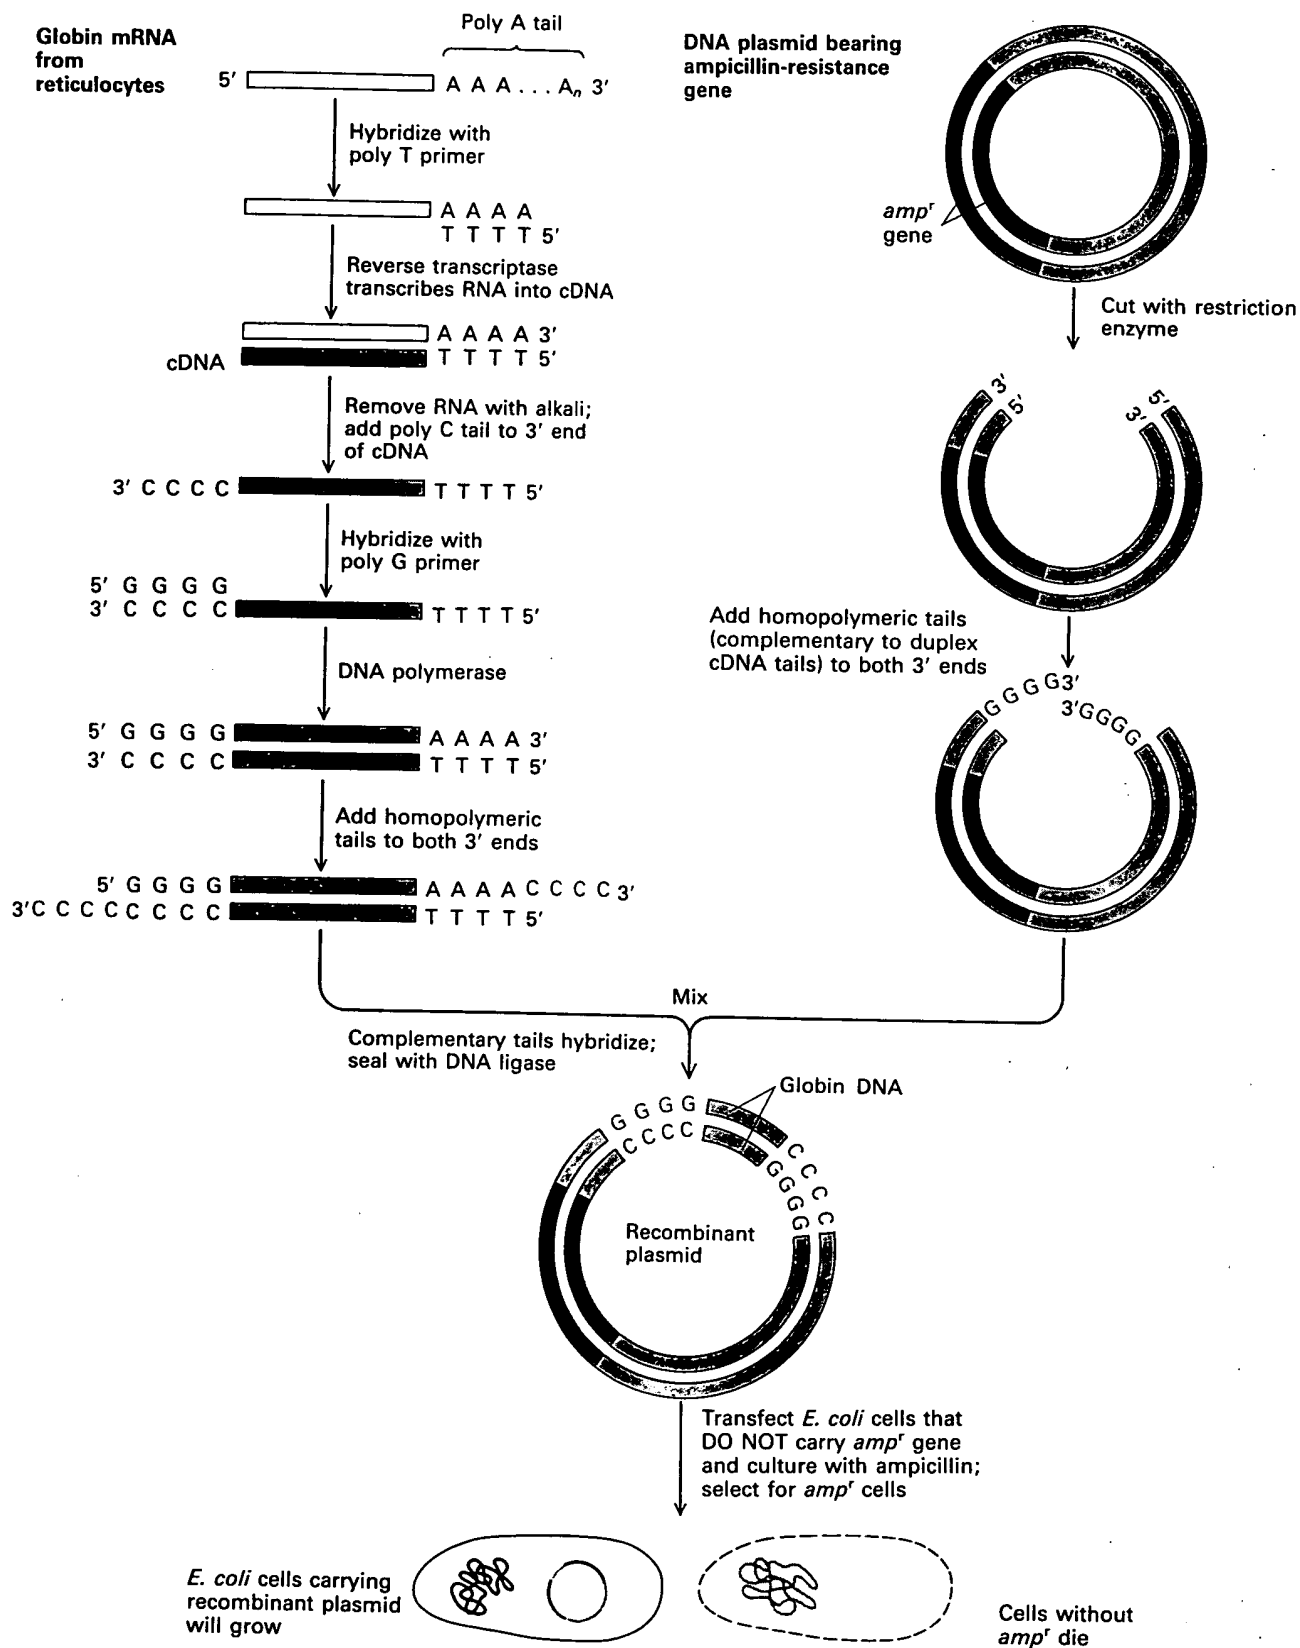 Globin mRNA
from
reticulocytes
Poly A tail
5′ A A A . . . Aₙ 3′
Hybridize with
poly T primer
A A A A
T T T T 5′
Reverse transcriptase
transcribes RNA into cDNA
A A A A 3′
cDNA T T T T 5′
Remove RNA with alkali;
add poly C tail to 3′ end
of cDNA
3′ C C C C T T T T 5′
Hybridize with
poly G primer
5′ G G G G
3′ C C C C T T T T 5′
DNA polymerase
5′ G G G G A A A A 3′
3′ C C C C T T T T 5′
Add homopolymeric
tails to both 3′ ends
5′ G G G G A A A A C C C C 3′
3′ C C C C C C C C T T T T 5′
DNA plasmid bearing
ampicillin-resistance
gene
ampʳ
gene
Cut with restriction
enzyme
3′
5′
5′
3′
Add homopolymeric tails
(complementary to duplex
cDNA tails) to both 3′ ends
G G G G 3′
3′ G G G G
Mix
Complementary tails hybridize;
seal with DNA ligase
Globin DNA
G G G G
C C C C
C C C C
G G G G
Recombinant
plasmid
Transfect E. coli cells that
DO NOT carry ampʳ gene
and culture with ampicillin;
select for ampʳ cells
E. coli cells carrying
recombinant plasmid
will grow
Cells without
ampʳ die